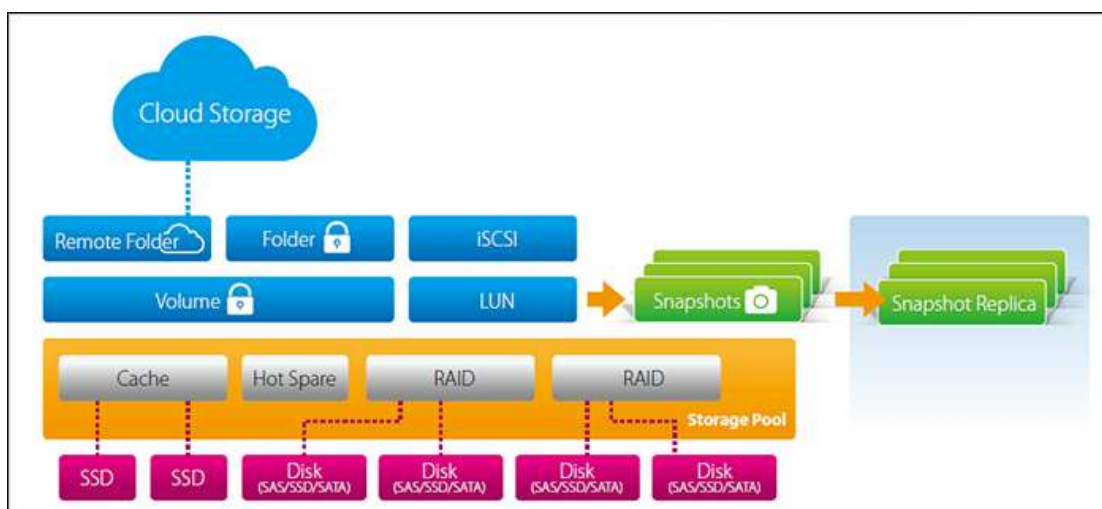 Cloud Storage
Remote Folder
Folder
iSCSI
Volume
LUN
Snapshots
Snapshot Replica
Cache
Hot Spare
RAID
RAID
Storage Pool
SSD
SSD
Disk
(SAS/SSD/SATA)
Disk
(SAS/SSD/SATA)
Disk
(SAS/SSD/SATA)
Disk
(SAS/SSD/SATA)